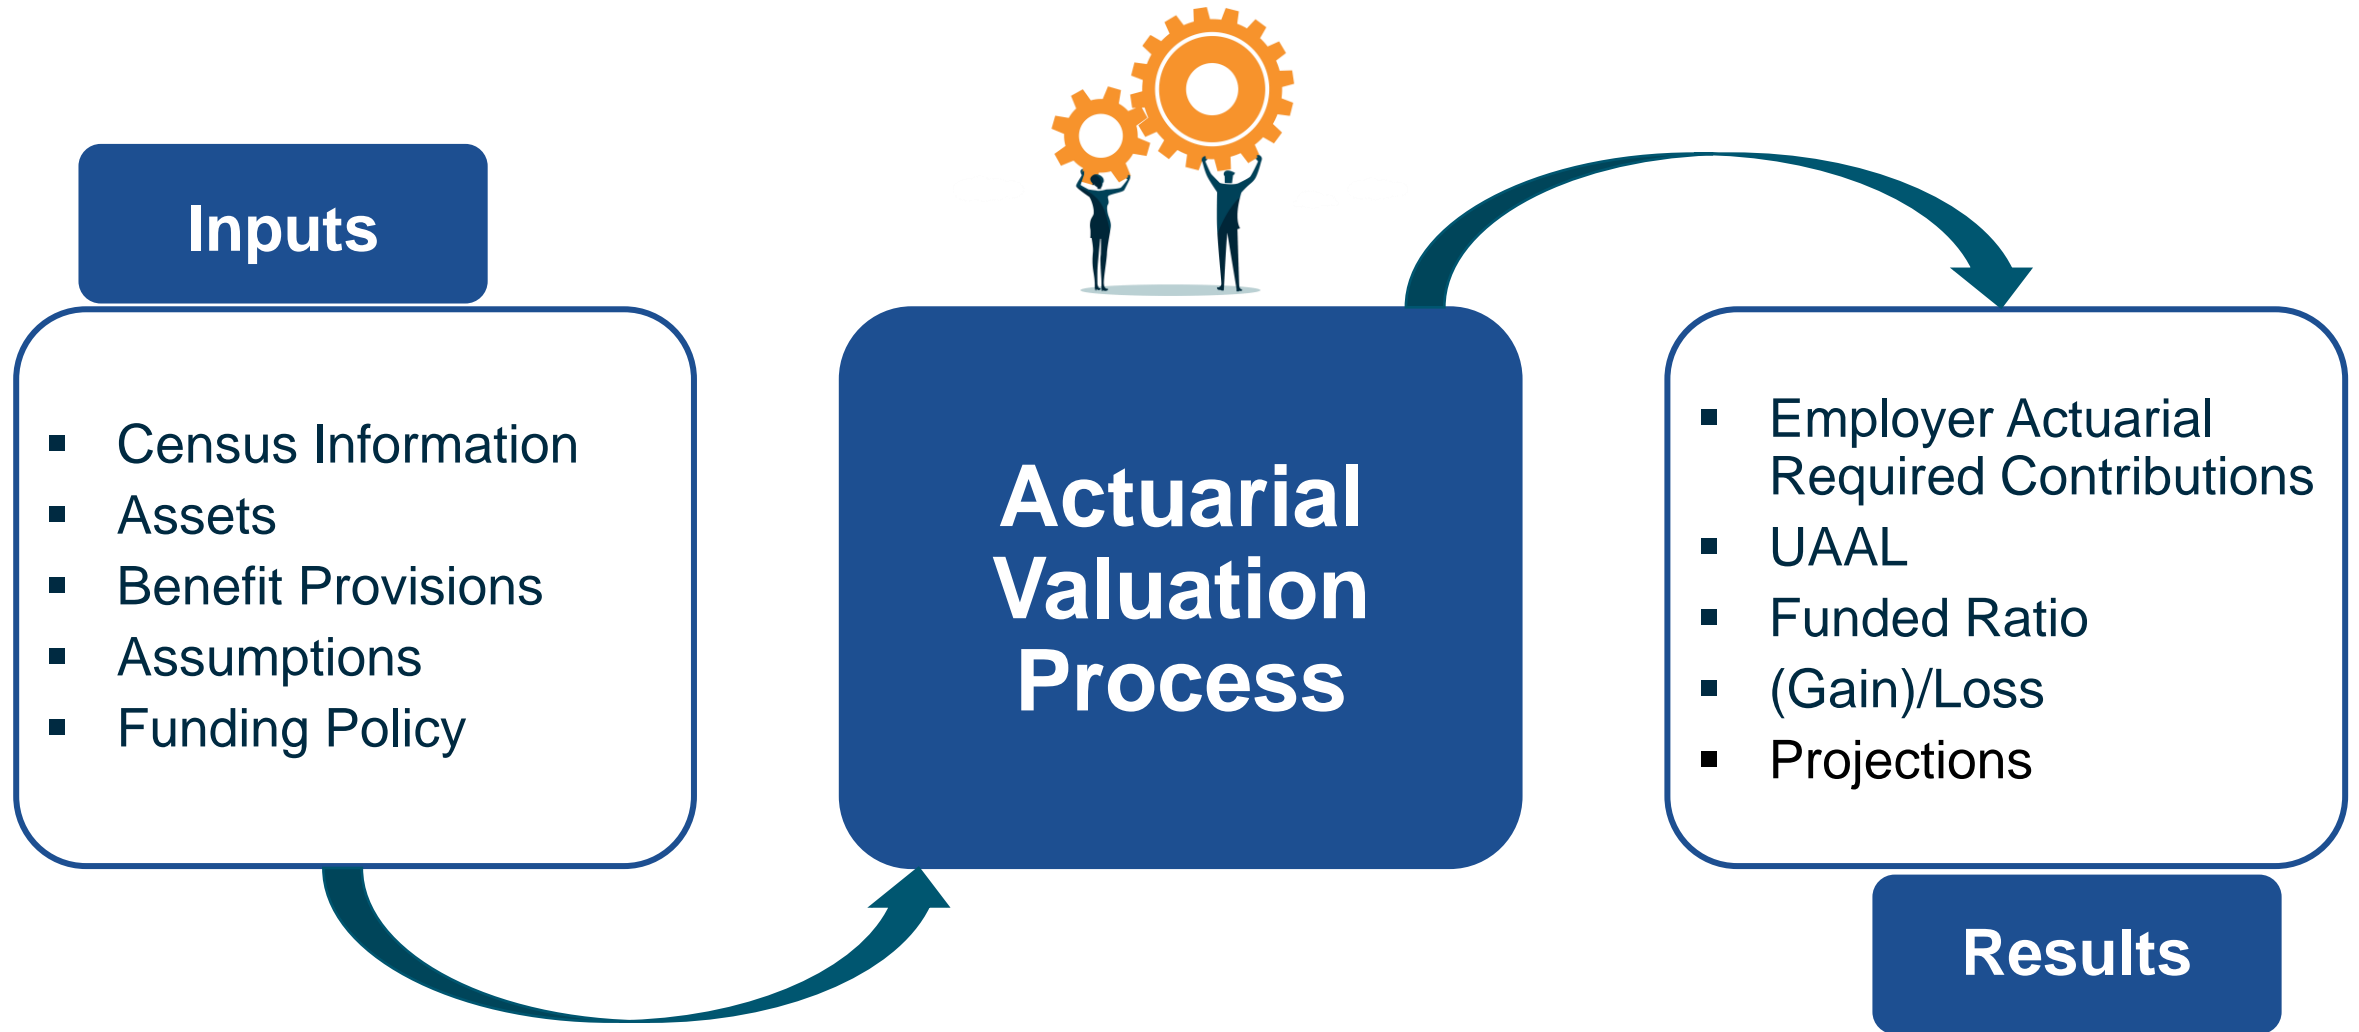 Inputs
▪ Census Information
▪ Assets
▪ Benefit Provisions
▪ Assumptions
▪ Funding Policy
Actuarial
Valuation
Process
▪ Employer Actuarial
Required Contributions
▪ UAAL
▪ Funded Ratio
▪ (Gain)/Loss
▪ Projections
Results